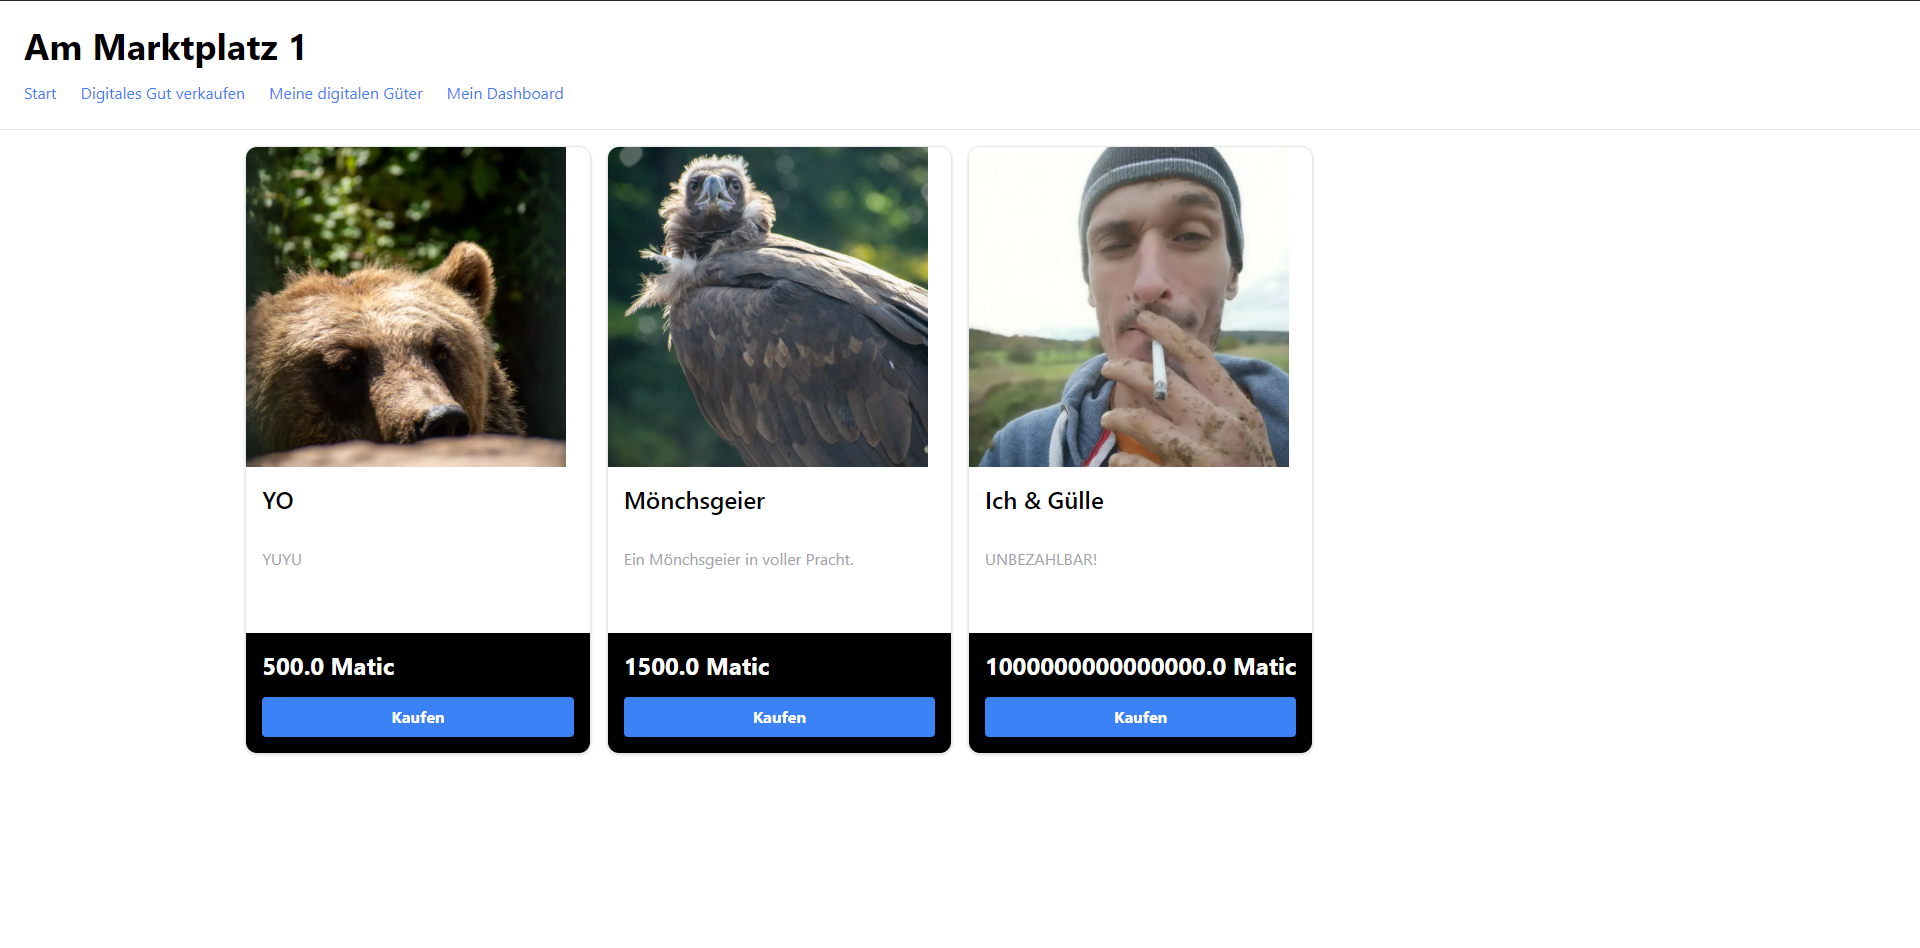 Am Marktplatz 1
Start Digitales Gut verkaufen Meine digitalen Güter Mein Dashboard
YO
YUYU
500.0 Matic
Kaufen
Mönchsgeier
Ein Mönchsgeier in voller Pracht.
1500.0 Matic
Kaufen
Ich & Gülle
UNBEZAHLBAR!
1000000000000000.0 Matic
Kaufen